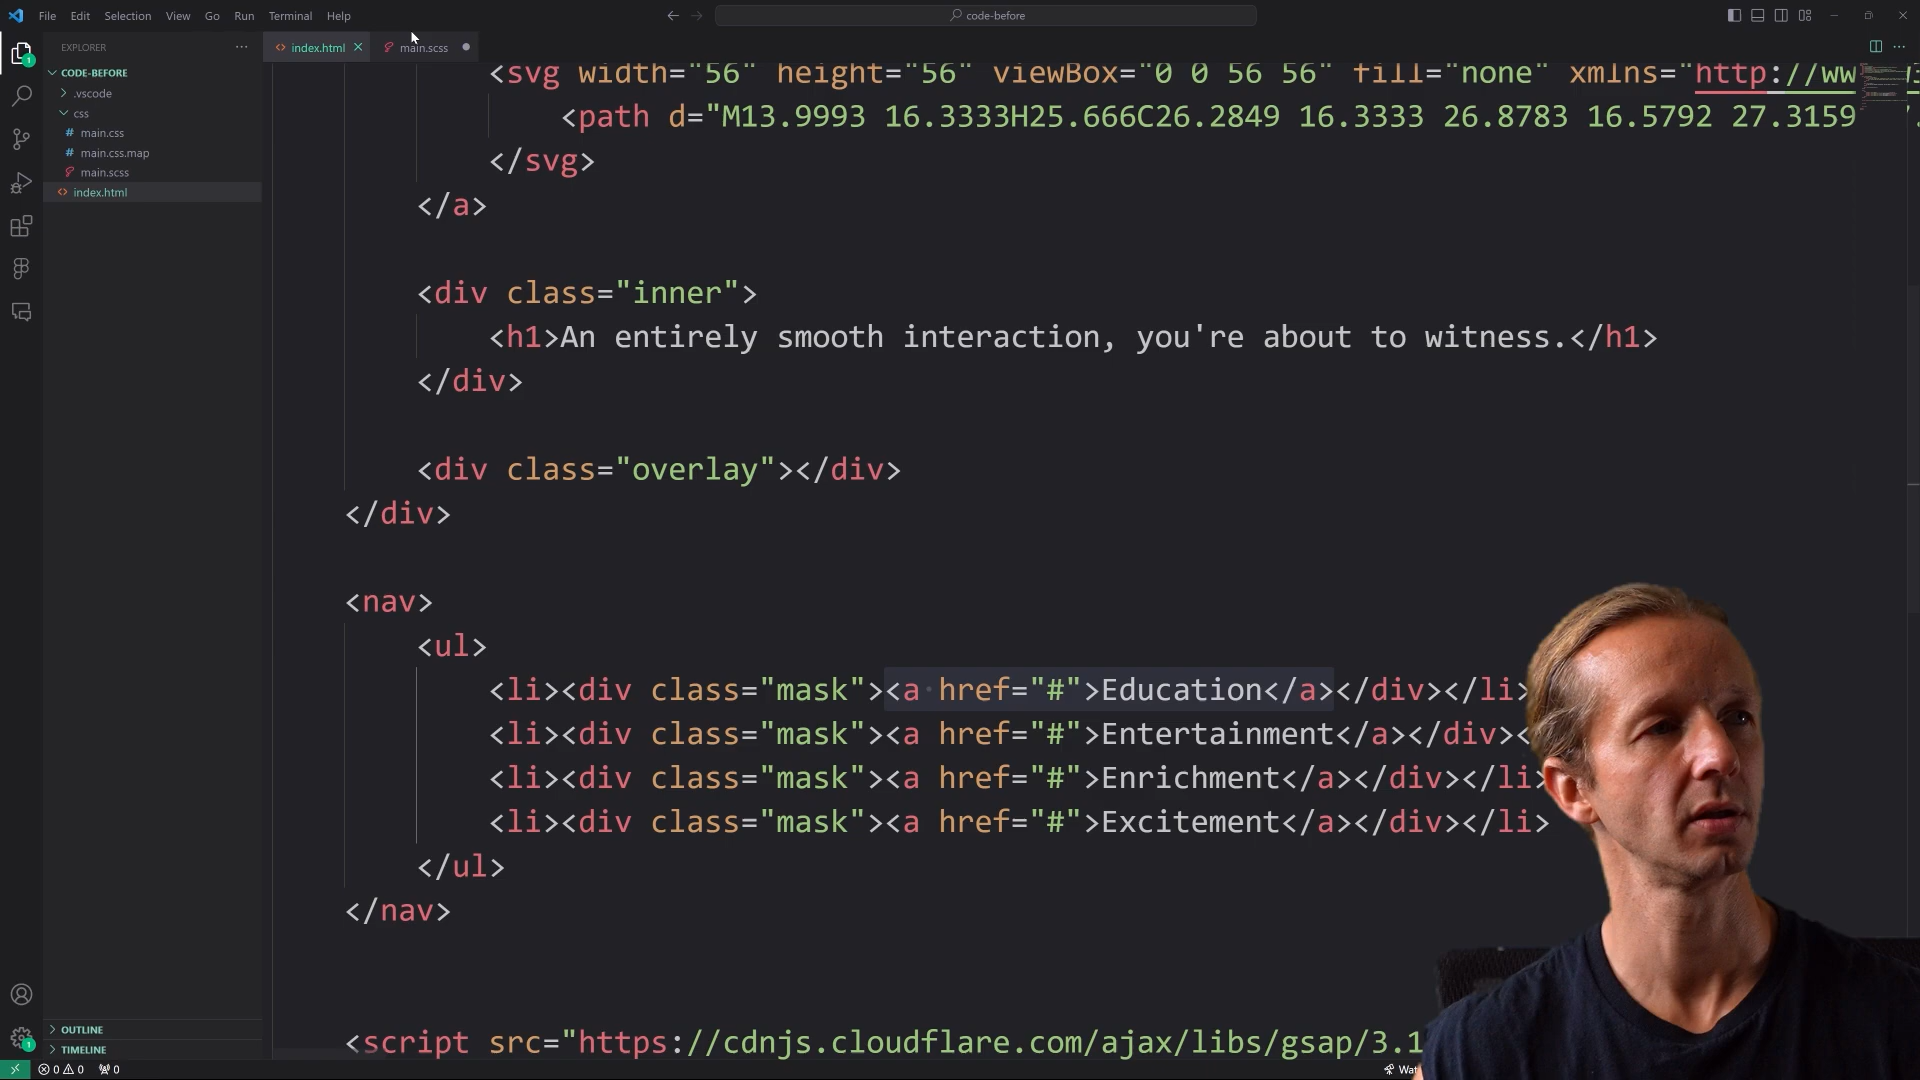 File Edit Selection View Go Run Terminal Help
code-before
EXPLORER
index.html
main.scss
CODE-BEFORE
.vscode
css
main.css
main.css.map
main.scss
index.html
<svg width="56" height="56" viewBox="0 0 56 56" fill="none" xmlns="http://ww
<path d="M13.9993 16.3333H25.666C26.2849 16.3333 26.8783 16.5792 27.3159
</svg>
</a>
<div class="inner">
<h1>An entirely smooth interaction, you're about to witness.</h1>
</div>
<div class="overlay"></div>
</div>
<nav>
<ul>
<li><div class="mask"><a href="#">Education</a></div></li>
<li><div class="mask"><a href="#">Entertainment</a></div><
<li><div class="mask"><a href="#">Enrichment</a></div></li>
<li><div class="mask"><a href="#">Excitement</a></div></li>
</ul>
</nav>
<script src="https://cdnjs.cloudflare.com/ajax/libs/gsap/3.1
OUTLINE
TIMELINE
1
1
0 0 0
Wat